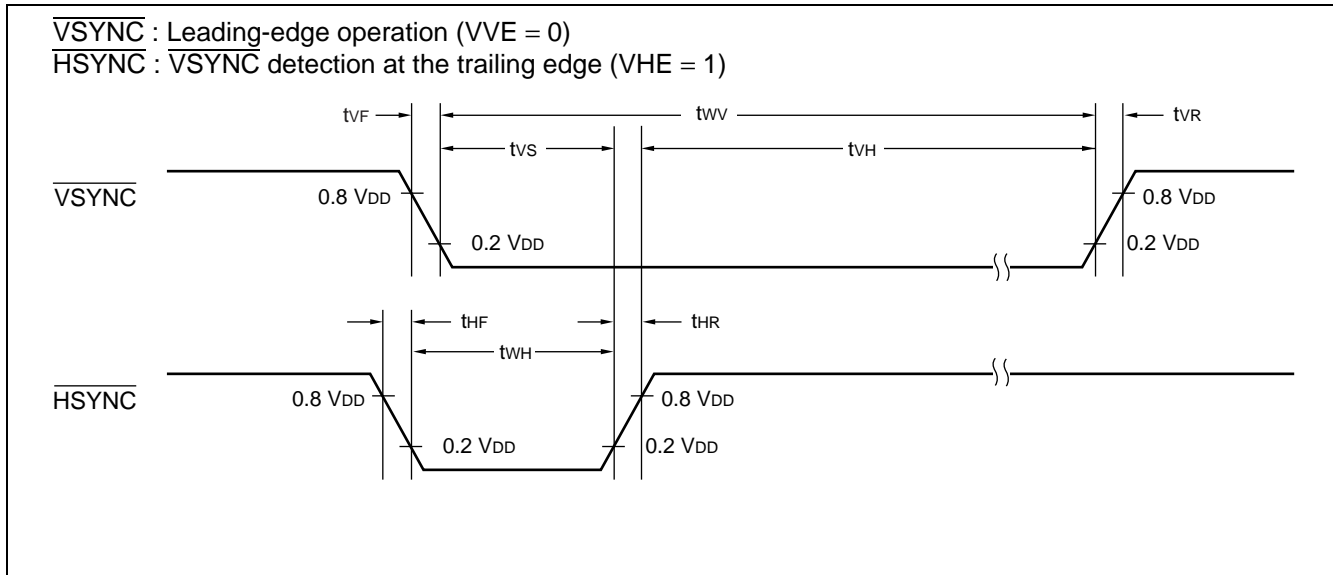 VSYNC : Leading-edge operation (VVE = 0)
HSYNC : VSYNC detection at the trailing edge (VHE = 1)
tVF
tWV
tVR
tVS
tVH
VSYNC
0.8 VDD
0.8 VDD
0.2 VDD
0.2 VDD
tHF
tHR
tWH
HSYNC
0.8 VDD
0.8 VDD
0.2 VDD
0.2 VDD